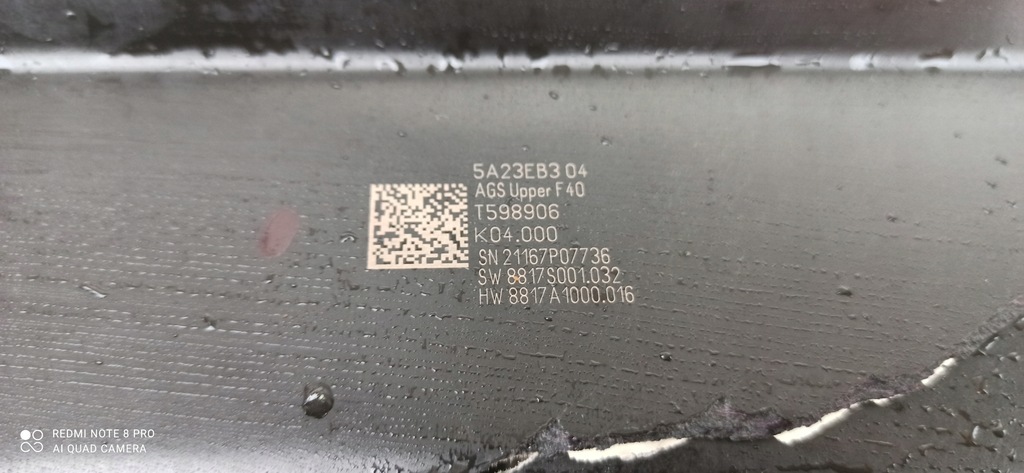 5A23EB3 04
AGS Upper F40
T598906
K04.000
SN 21167P07736
SW 8817S001.032
HW 8817A1000.016
REDMI NOTE 8 PRO
AI QUAD CAMERA